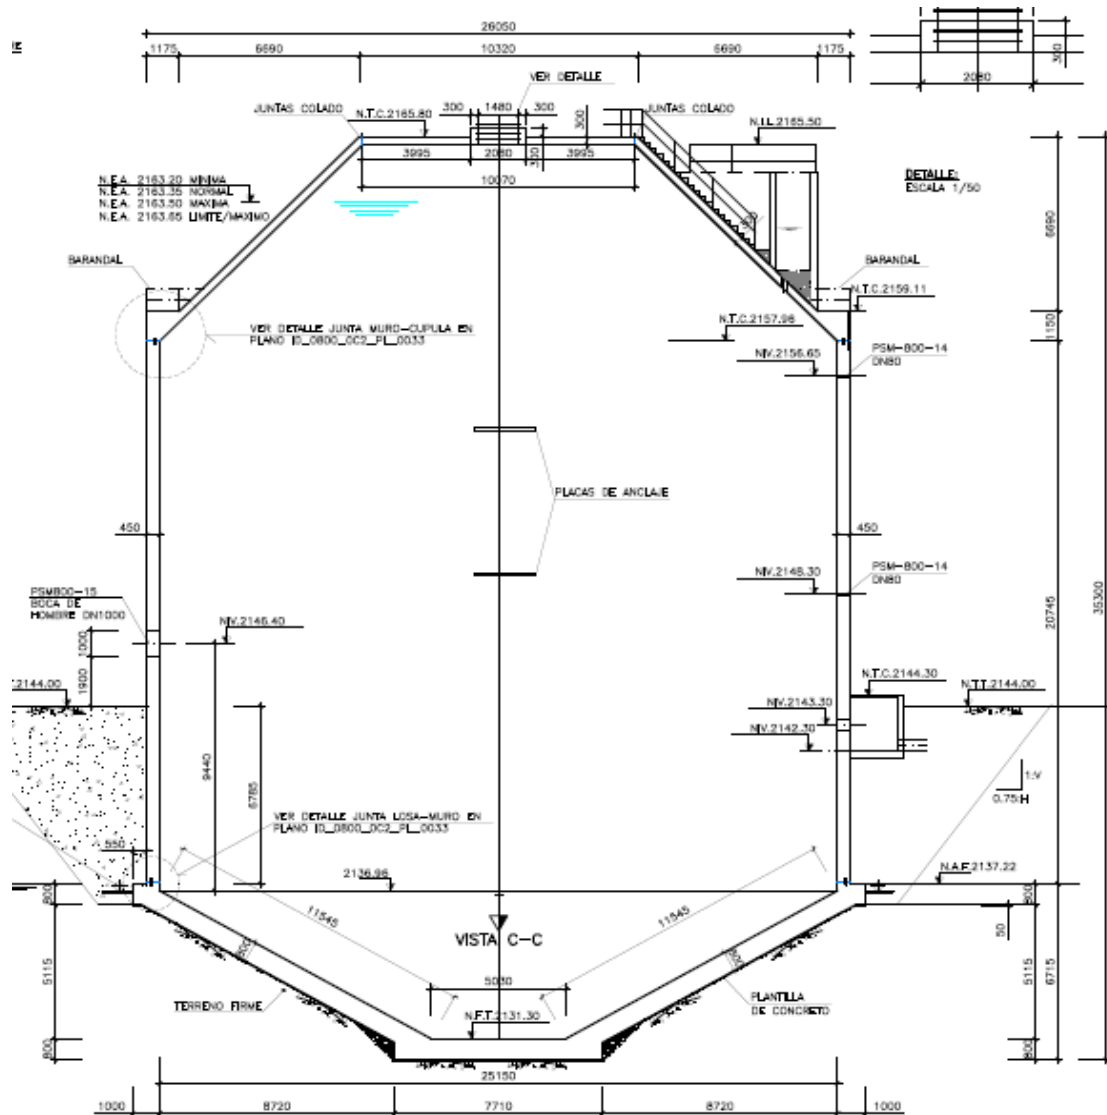 26050
1175
6690
10320
6690
1175
300
2080
VER DETALLE
JUNTAS COLADO
N.T.C.2165.80
300
1480
300
300
JUNTAS COLADO
N.I.L.2165.50
3995
2080
3995
300
10070
DETALLE:
ESCALA 1/50
N.E.A. 2163.20 MINIMA
N.E.A. 2163.35 NORMAL
N.E.A. 2163.50 MAXIMA
N.E.A. 2163.65 LIMITE/MAXIMO
6690
BARANDAL
BARANDAL
N.T.C.2159.11
VER DETALLE JUNTA MURO-CUPULA EN
PLANO ID_0800_0C2_PL_0033
N.T.C.2157.96
1150
NIV.2156.65
PSM-800-14
DN80
PLACAS DE ANCLAJE
450
450
NIV.2148.30
PSM-800-14
DN80
PSM800-15
BOCA DE
HOMBRE DN1000
NIV.2146.40
1000
1900
20745
35300
.2144.00
N.T.C.2144.30
N.T.T.2144.00
NIV.2143.30
NIV.2142.30
9440
6785
1:V
0.75:H
VER DETALLE JUNTA LOSA-MURO EN
PLANO ID_0800_0C2_PL_0033
550
2136.96
N.A.F.2137.22
800
800
11545
11545
50
VISTA C-C
800
800
5115
5030
5115
6715
TERRENO FIRME
N.F.T.2131.30
PLANTILLA
DE CONCRETO
800
800
25150
1000
8720
7710
8720
1000